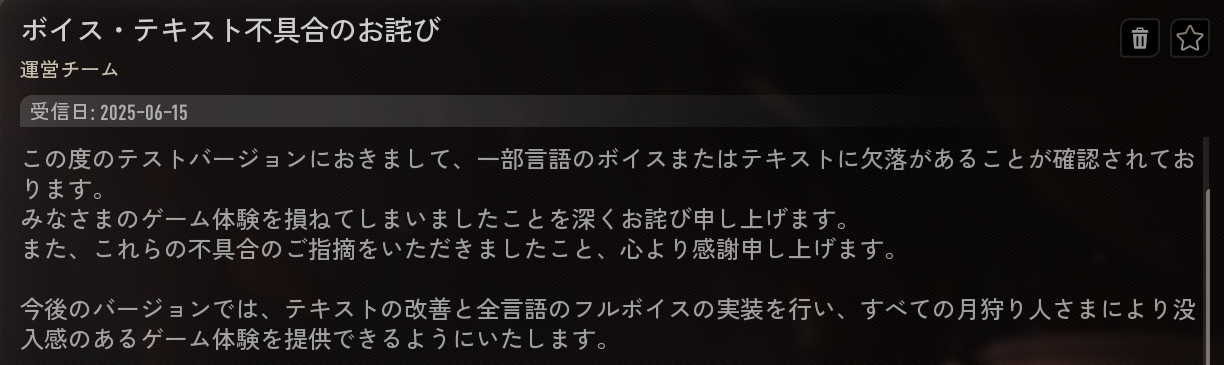 ボイス・テキスト不具合のお詫び
運営チーム
受信日: 2025-06-15
この度のテストバージョンにおきまして、一部言語のボイスまたはテキストに欠落があることが確認されてお
ります。
みなさまのゲーム体験を損ねてしまいましたことを深くお詫び申し上げます。
また、これらの不具合のご指摘をいただきましたこと、心より感謝申し上げます。
今後のバージョンでは、テキストの改善と全言語のフルボイスの実装を行い、すべての月狩り人さまにより没
入感のあるゲーム体験を提供できるようにいたします。